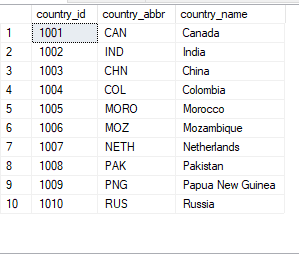 country_id country_abbr country_name
1 1001 CAN Canada
2 1002 IND India
3 1003 CHN China
4 1004 COL Colombia
5 1005 MORO Morocco
6 1006 MOZ Mozambique
7 1007 NETH Netherlands
8 1008 PAK Pakistan
9 1009 PNG Papua New Guinea
10 1010 RUS Russia